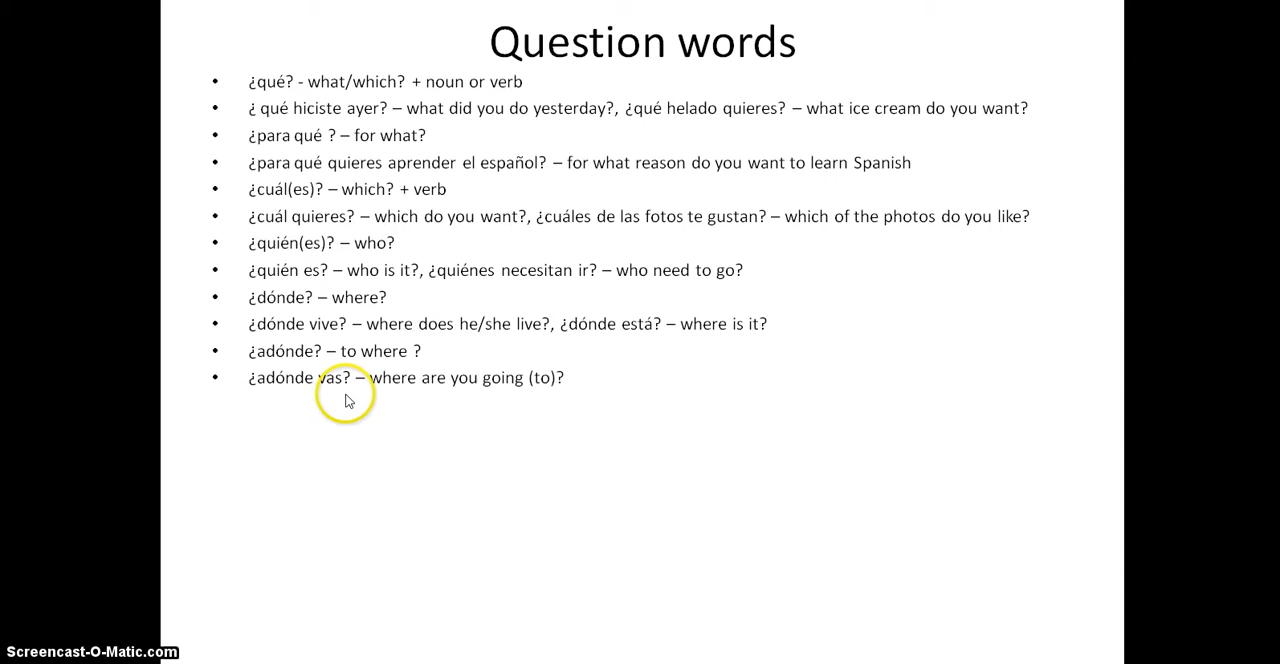 Question words
• ¿qué? - what/which? + noun or verb
• ¿ qué hiciste ayer? – what did you do yesterday?, ¿qué helado quieres? – what ice cream do you want?
• ¿para qué ? – for what?
• ¿para qué quieres aprender el español? – for what reason do you want to learn Spanish
• ¿cuál(es)? – which? + verb
• ¿cuál quieres? – which do you want?, ¿cuáles de las fotos te gustan? – which of the photos do you like?
• ¿quién(es)? – who?
• ¿quién es? – who is it?, ¿quiénes necesitan ir? – who need to go?
• ¿dónde? – where?
• ¿dónde vive? – where does he/she live?, ¿dónde está? – where is it?
• ¿adónde? – to where ?
• ¿adónde vas? – where are you going (to)?
Screencast-O-Matic.com